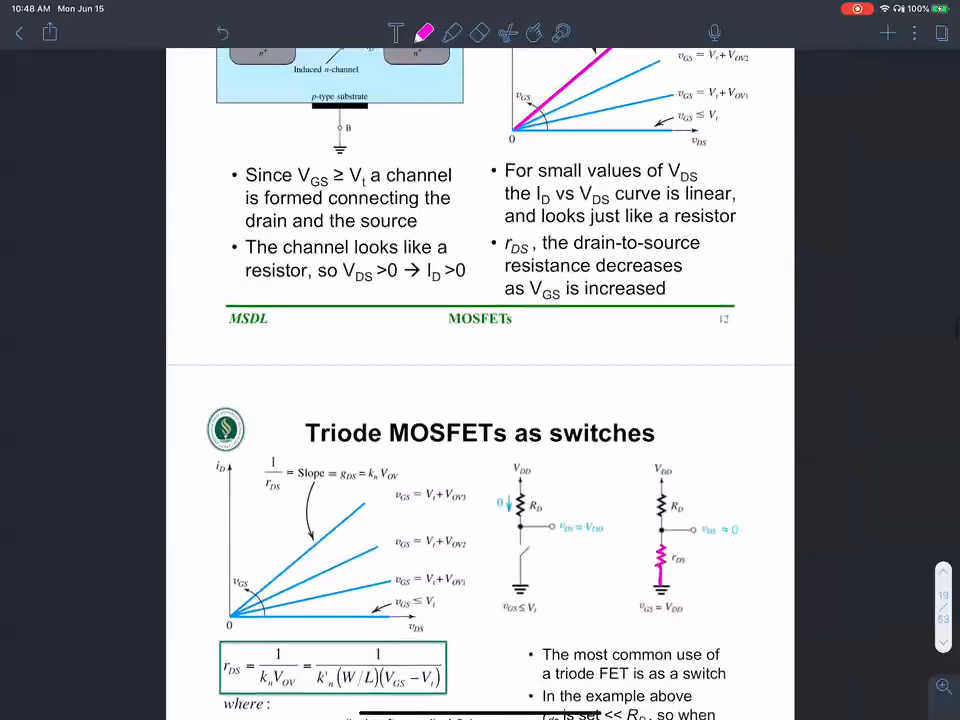 10:48 AM Mon Jun 15
100%
T
n+
n+
Induced n-channel
p-type substrate
B
vGS = Vt + VOV2
vGS = Vt + VOV1
vGS ≤ Vt
vGS
0
vDS
• Since VGS ≥ Vt a channel
is formed connecting the
drain and the source
• The channel looks like a
resistor, so VDS >0 → ID >0
• For small values of VDS
the ID vs VDS curve is linear,
and looks just like a resistor
• rDS , the drain-to-source
resistance decreases
as VGS is increased
MSDL MOSFETs 12
Triode MOSFETs as switches
iD
1/rDS = Slope = gDS = kn VOV
vGS = Vt + VOV3
vGS = Vt + VOV2
vGS = Vt + VOV1
vGS ≤ Vt
vGS
0
vDS
VDD
0
RD
vDS = VDD
vGS ≤ Vt
VDD
RD
vDS ≈ 0
rDS
vGS = VDD
rDS = 1/(kn VOV) = 1/(k'n (W/L)(VGS − Vt))
where :
• The most common use of
a triode FET is as a switch
• In the example above
rds is set << RD, so when
19
/
53